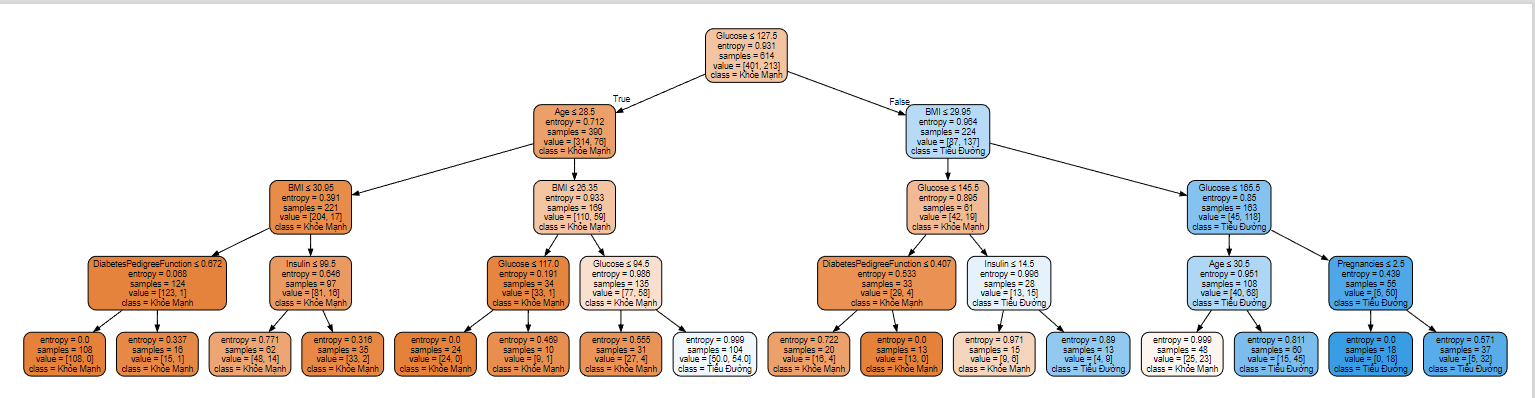 Glucose ≤ 127.5
entropy = 0.931
samples = 614
value = [401, 213]
class = Khỏe Mạnh
True
False
Age ≤ 28.5
entropy = 0.712
samples = 390
value = [314, 76]
class = Khỏe Mạnh
BMI ≤ 29.95
entropy = 0.964
samples = 224
value = [87, 137]
class = Tiểu Đường
BMI ≤ 30.95
entropy = 0.391
samples = 221
value = [204, 17]
class = Khỏe Mạnh
BMI ≤ 26.35
entropy = 0.933
samples = 169
value = [110, 59]
class = Khỏe Mạnh
Glucose ≤ 145.5
entropy = 0.895
samples = 61
value = [42, 19]
class = Khỏe Mạnh
Glucose ≤ 165.5
entropy = 0.85
samples = 163
value = [45, 118]
class = Tiểu Đường
DiabetesPedigreeFunction ≤ 0.672
entropy = 0.068
samples = 124
value = [123, 1]
class = Khỏe Mạnh
Insulin ≤ 99.5
entropy = 0.646
samples = 97
value = [81, 16]
class = Khỏe Mạnh
Glucose ≤ 117.0
entropy = 0.191
samples = 34
value = [33, 1]
class = Khỏe Mạnh
Glucose ≤ 94.5
entropy = 0.986
samples = 135
value = [77, 58]
class = Khỏe Mạnh
DiabetesPedigreeFunction ≤ 0.407
entropy = 0.533
samples = 33
value = [29, 4]
class = Khỏe Mạnh
Insulin ≤ 14.5
entropy = 0.996
samples = 28
value = [13, 15]
class = Tiểu Đường
Age ≤ 30.5
entropy = 0.951
samples = 108
value = [40, 68]
class = Tiểu Đường
Pregnancies ≤ 2.5
entropy = 0.439
samples = 55
value = [5, 50]
class = Tiểu Đường
entropy = 0.0
samples = 108
value = [108, 0]
class = Khỏe Mạnh
entropy = 0.337
samples = 16
value = [15, 1]
class = Khỏe Mạnh
entropy = 0.771
samples = 62
value = [48, 14]
class = Khỏe Mạnh
entropy = 0.316
samples = 35
value = [33, 2]
class = Khỏe Mạnh
entropy = 0.0
samples = 24
value = [24, 0]
class = Khỏe Mạnh
entropy = 0.469
samples = 10
value = [9, 1]
class = Khỏe Mạnh
entropy = 0.555
samples = 31
value = [27, 4]
class = Khỏe Mạnh
entropy = 0.999
samples = 104
value = [50.0, 54.0]
class = Tiểu Đường
entropy = 0.722
samples = 20
value = [16, 4]
class = Khỏe Mạnh
entropy = 0.0
samples = 13
value = [13, 0]
class = Khỏe Mạnh
entropy = 0.971
samples = 15
value = [9, 6]
class = Khỏe Mạnh
entropy = 0.89
samples = 13
value = [4, 9]
class = Tiểu Đường
entropy = 0.999
samples = 48
value = [25, 23]
class = Khỏe Mạnh
entropy = 0.811
samples = 60
value = [15, 45]
class = Tiểu Đường
entropy = 0.0
samples = 18
value = [0, 18]
class = Tiểu Đường
entropy = 0.571
samples = 37
value = [5, 32]
class = Tiểu Đường